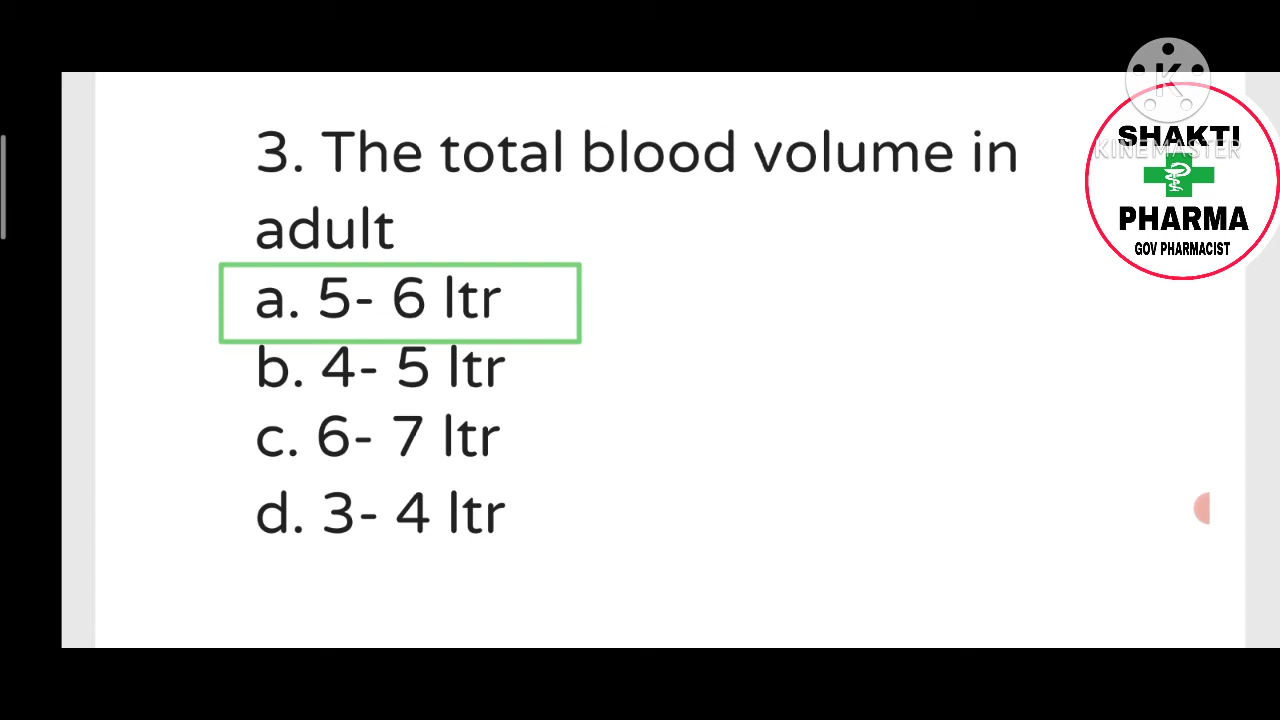 3. The total blood volume in
adult
a. 5- 6 ltr
b. 4- 5 ltr
c. 6- 7 ltr
d. 3- 4 ltr
K
SHAKTI
KINEMASTER
PHARMA
GOV PHARMACIST